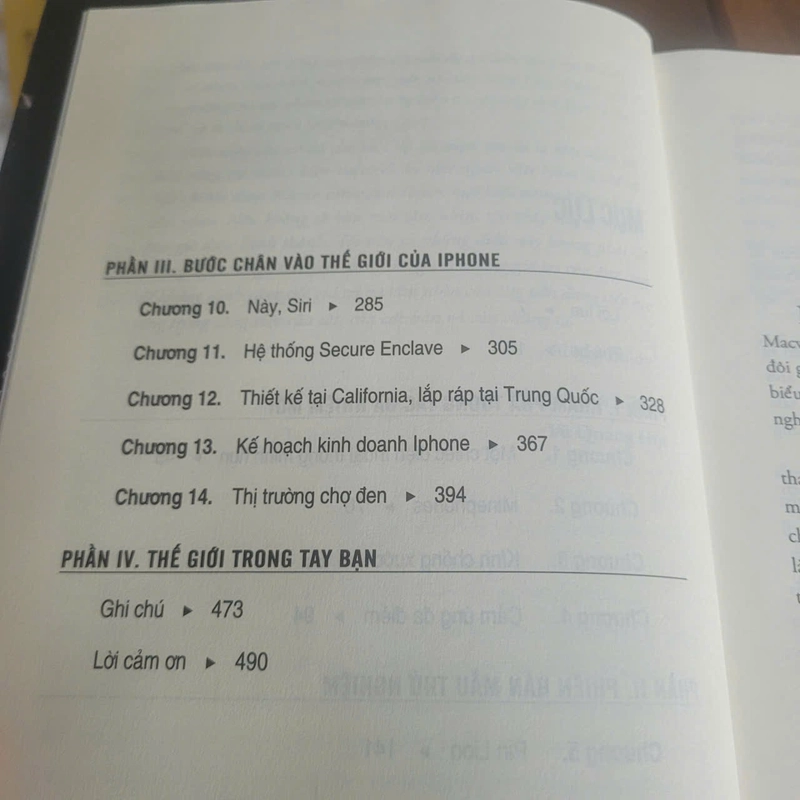 PHẦN III. BƯỚC CHÂN VÀO THẾ GIỚI CỦA IPHONE
Chương 10. Này, Siri ▸ 285
Chương 11. Hệ thống Secure Enclave ▸ 305
Chương 12. Thiết kế tại California, lắp ráp tại Trung Quốc ▸ 328
Chương 13. Kế hoạch kinh doanh Iphone ▸ 367
Chương 14. Thị trường chợ đen ▸ 394
PHẦN IV. THẾ GIỚI TRONG TAY BẠN
Ghi chú ▸ 473
Lời cảm ơn ▸ 490
đôi
biểu